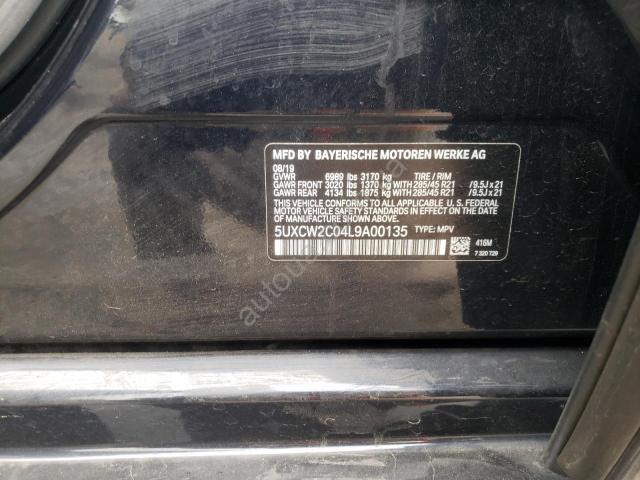 MFD BY BAYERISCHE MOTOREN WERKE AG
08/19
GVWR 6989 lbs 3170 kg TIRE / RIM
GAWR FRONT 3020 lbs 1370 kg WITH 285/45 R21 / 9.5J x 21
GAWR REAR 4134 lbs 1875 kg WITH 285/45 R21 / 9.5J x 21
THIS VEHICLE CONFORMS TO ALL APPLICABLE U.S. FEDERAL
MOTOR VEHICLE SAFETY STANDARDS IN EFFECT ON THE DATE OF
MANUFACTURE SHOWN ABOVE.
5UXCW2C04L9A00135 TYPE: MPV
416M
7 320 729